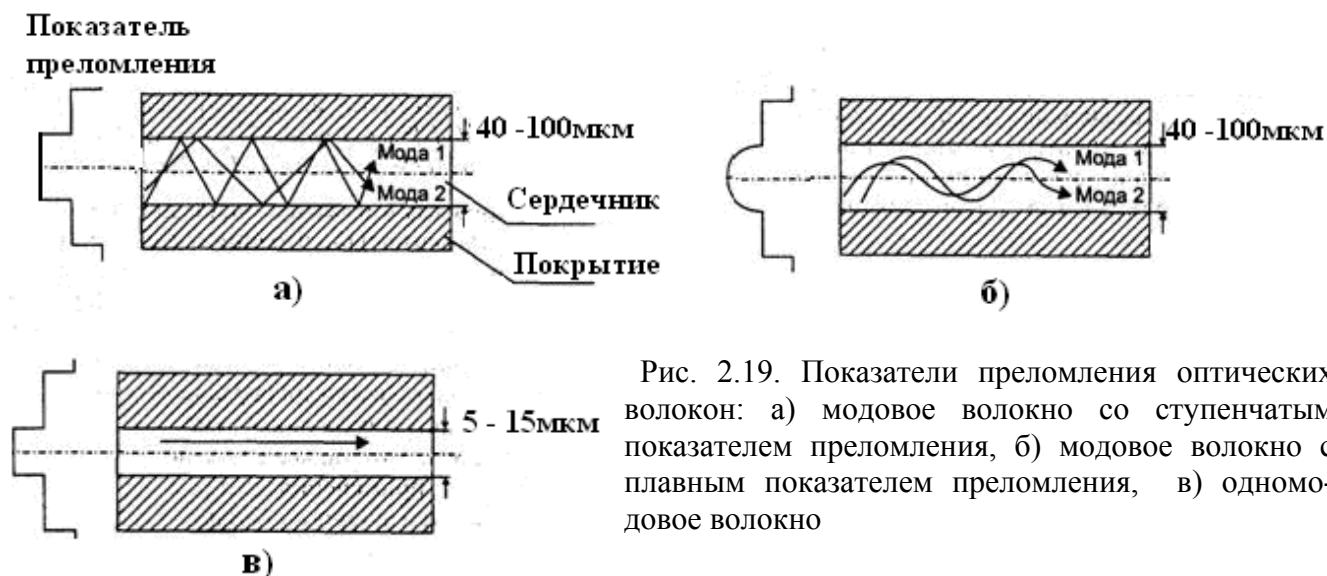 Показатель
преломления
40 -100мкм
Мода 1
Мода 2
Сердечник
Покрытие
а)
40 -100мкм
Мода 1
Мода 2
б)
5 - 15мкм
в)
Рис. 2.19. Показатели преломления оптических
волокон: а) модовое волокно со ступенчатым
показателем преломления, б) модовое волокно с
плавным показателем преломления, в) одномо-
довое волокно